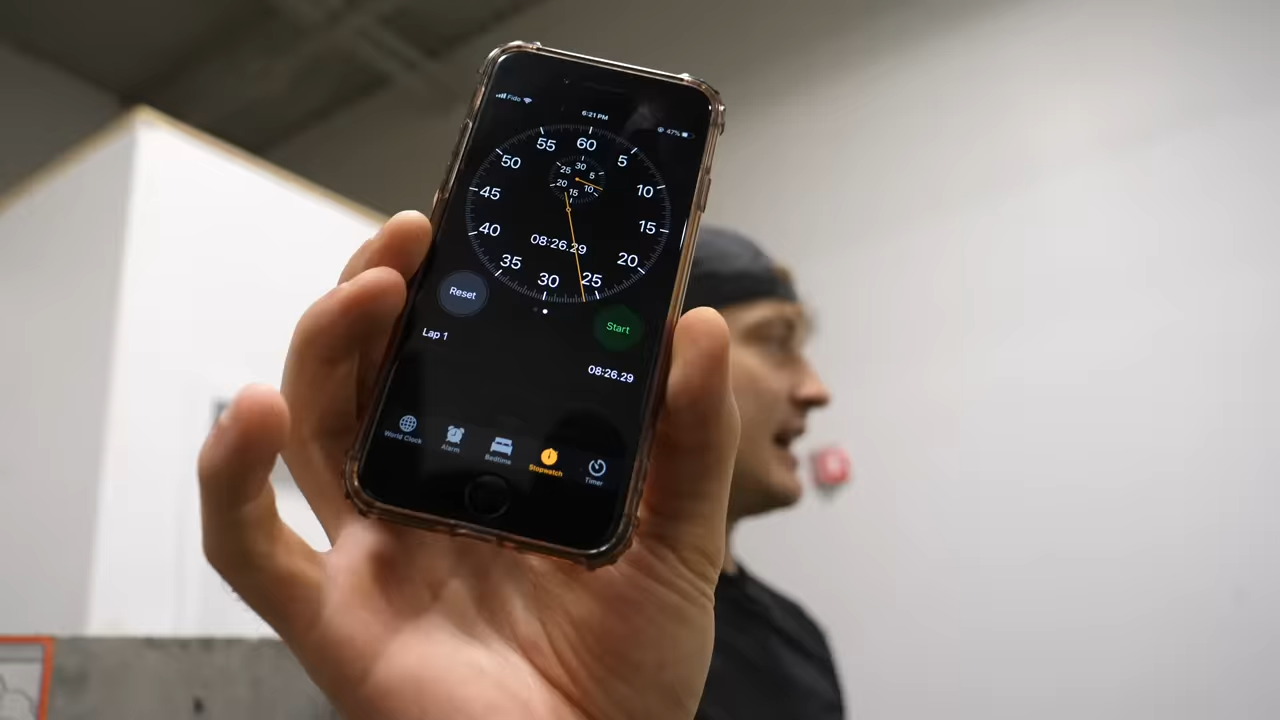 Fido
6:21 PM
47%
60
55
5
50
10
45
15
40
20
35
25
30
30
25
5
20
10
15
08:26.29
Reset
Start
Lap 1
08:26.29
World Clock
Alarm
Bedtime
Stopwatch
Timer